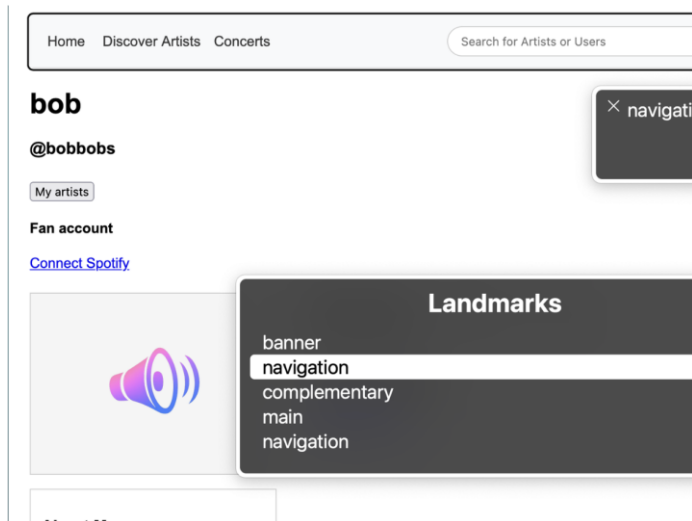 Home Discover Artists Concerts Search for Artists or Users
bob
@bobbobs
My artists
Fan account
Connect Spotify
Landmarks
banner
navigation
complementary
main
navigation